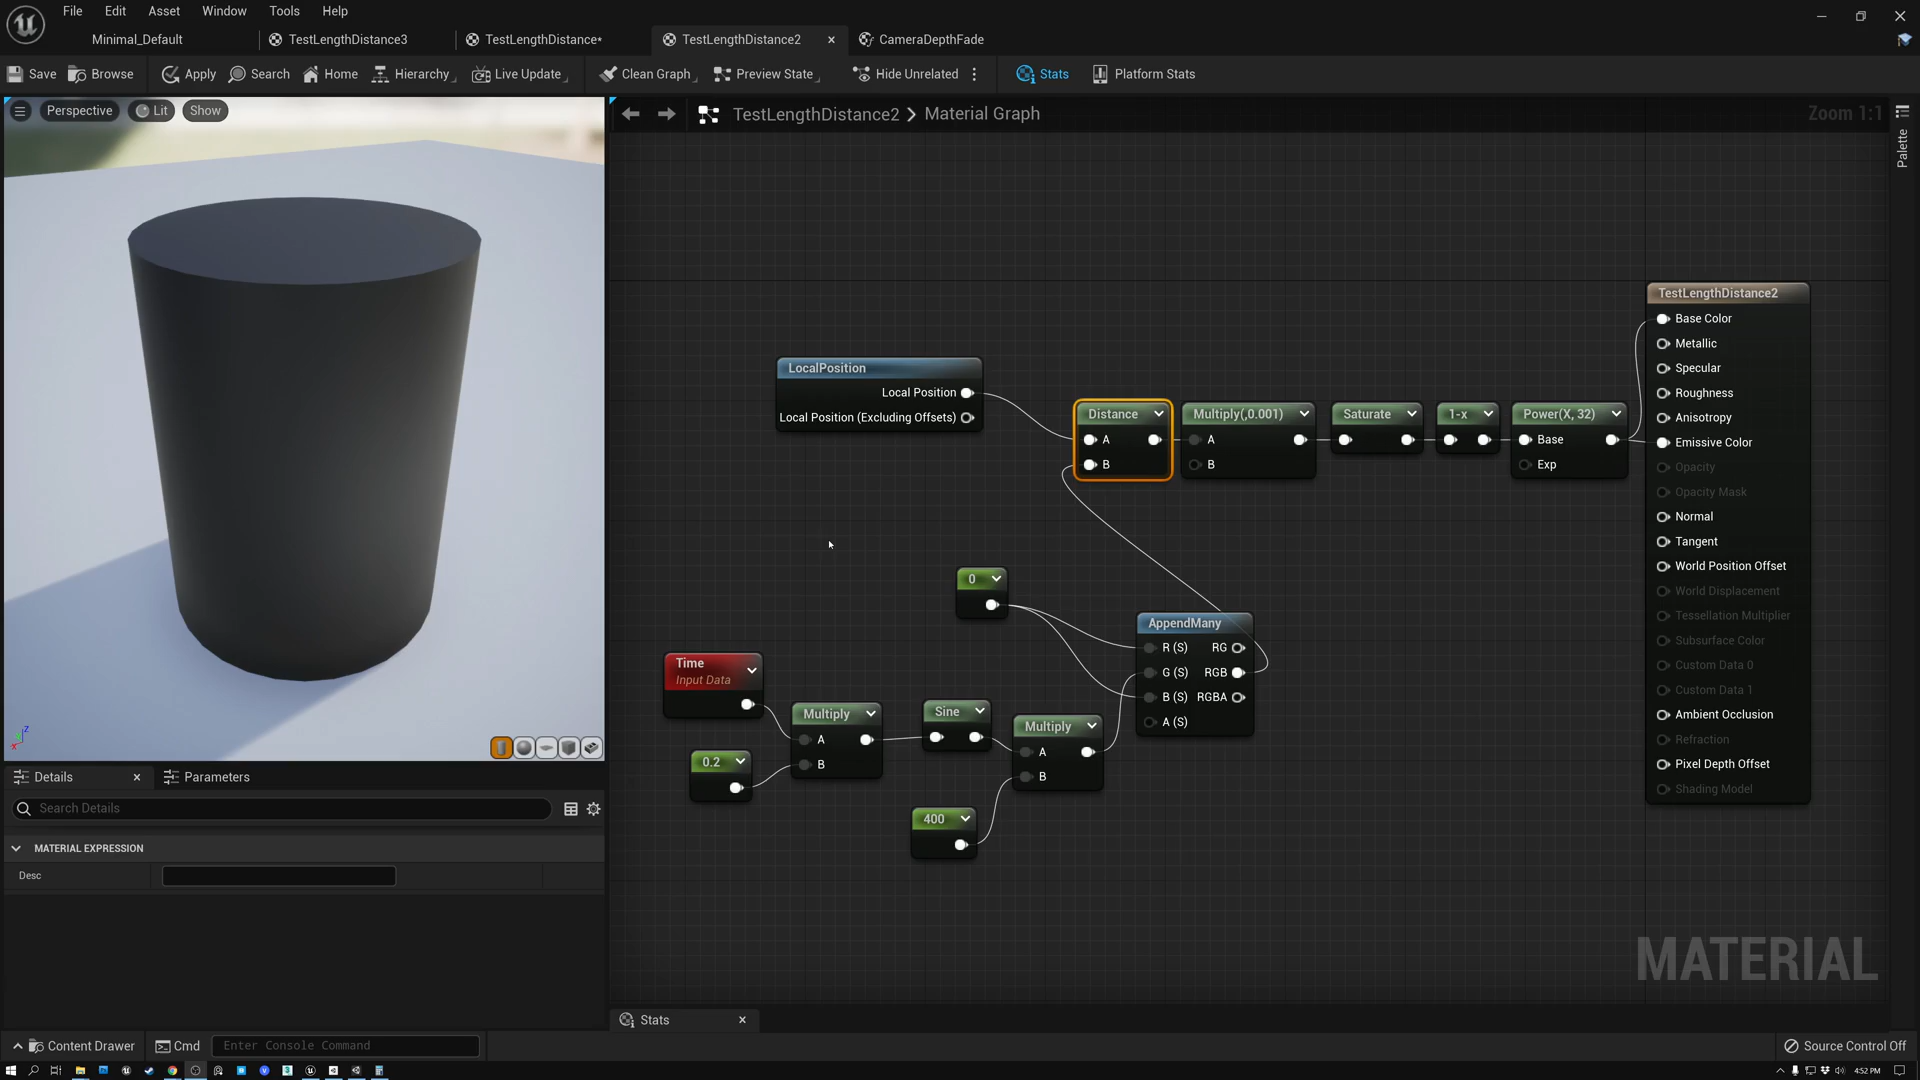 File Edit Asset Window Tools Help
Minimal_Default TestLengthDistance3 TestLengthDistance* TestLengthDistance2 CameraDepthFade
Save Browse Apply Search Home Hierarchy Live Update Clean Graph Preview State Hide Unrelated Stats Platform Stats
Perspective Lit Show
TestLengthDistance2 > Material Graph
Zoom 1:1
Palette
TestLengthDistance2
Base Color
Metallic
Specular
Roughness
Anisotropy
Emissive Color
Opacity
Opacity Mask
Normal
Tangent
World Position Offset
World Displacement
Tessellation Multiplier
Subsurface Color
Custom Data 0
Custom Data 1
Ambient Occlusion
Refraction
Pixel Depth Offset
Shading Model
LocalPosition
Local Position
Local Position (Excluding Offsets)
Distance
A
B
Multiply(,0.001)
A
B
Saturate
1-x
Power(X, 32)
Base
Exp
0
AppendMany
R (S) RG
G (S) RGB
B (S) RGBA
A (S)
Time
Input Data
0.2
Multiply
A
B
Sine
Multiply
A
B
400
Z
X
Details Parameters
Search Details
MATERIAL EXPRESSION
Desc
MATERIAL
Stats
Content Drawer Cmd Enter Console Command Source Control Off
4:52 PM